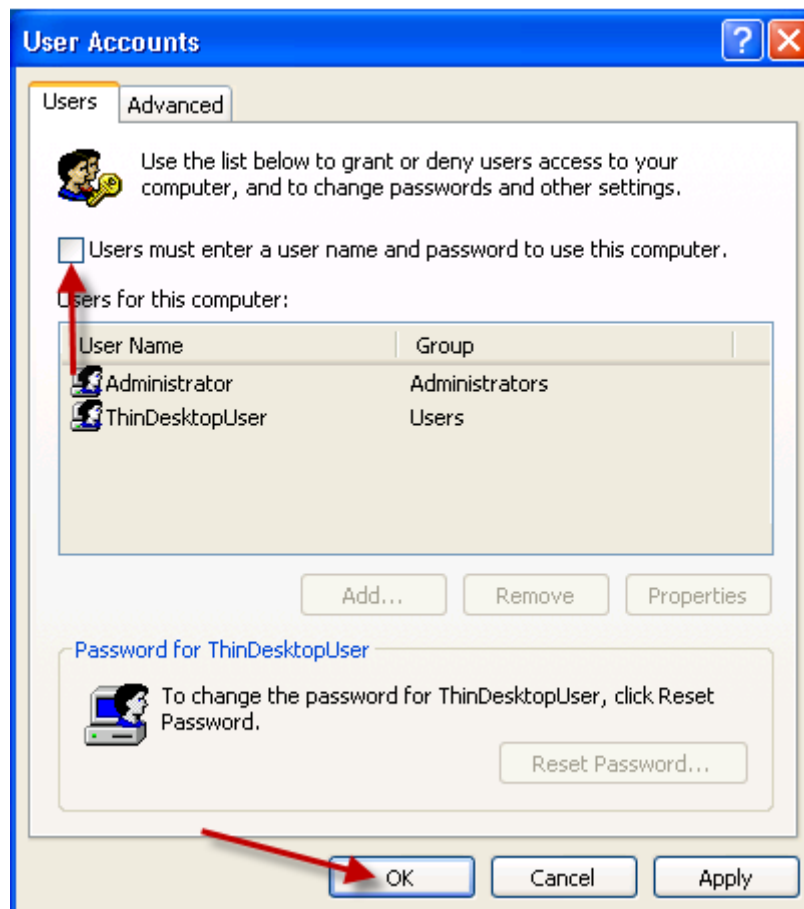 User Accounts
Users Advanced
Use the list below to grant or deny users access to your
computer, and to change passwords and other settings.
Users must enter a user name and password to use this computer.
Users for this computer:
User Name Group
Administrator Administrators
ThinDesktopUser Users
Add... Remove Properties
Password for ThinDesktopUser
To change the password for ThinDesktopUser, click Reset
Password.
Reset Password...
OK Cancel Apply